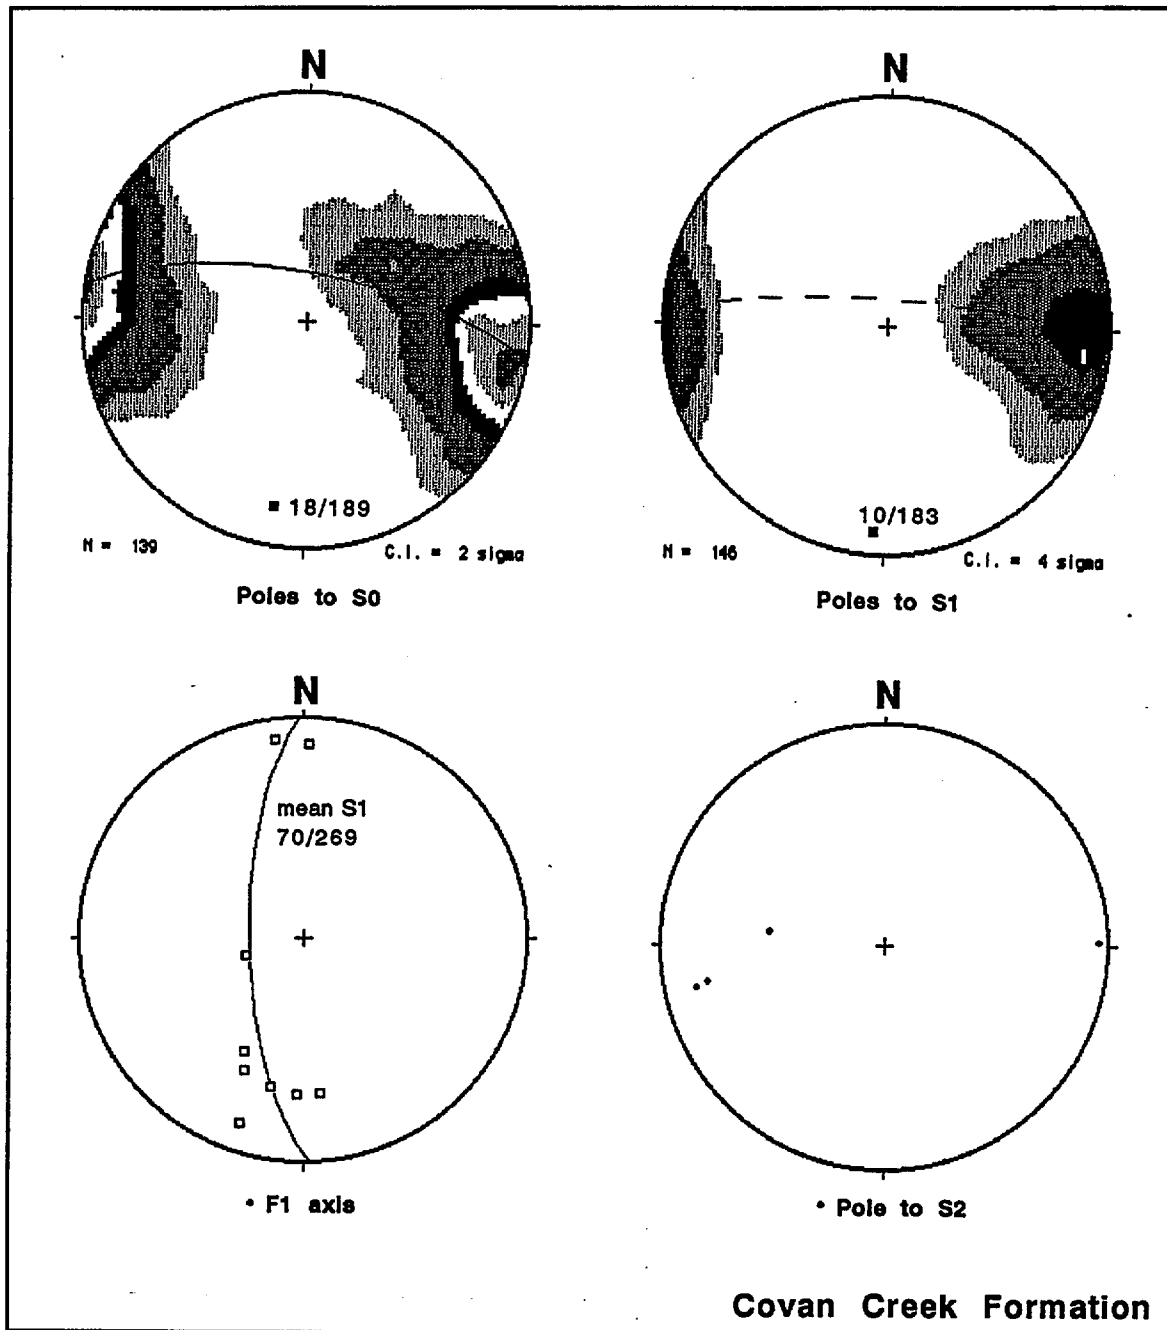 N
N
18/189
10/183
N = 139
C.I. = 2 sigma
N = 146
C.I. = 4 sigma
Poles to S0
Poles to S1
N
N
mean S1
70/269
• F1 axis
• Pole to S2
Covan Creek Formation